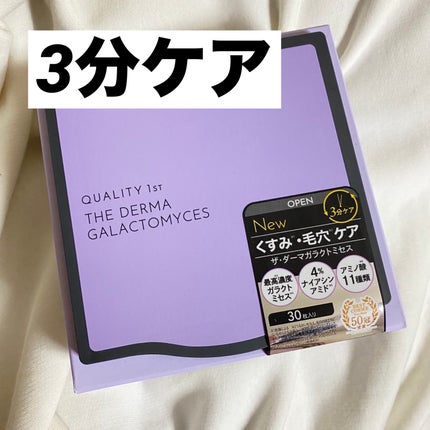 3分ケア
QUALITY 1ST
THE DERMA
GALACTOMYCES
OPEN
New
3分ケア
くすみ・毛穴ケア
ザ・ダーマガラクトミセス
最高濃度
ガラクト
ミセス
4%
ナイアシン
アミド
アミノ酸
11種類
30枚入り
50冠